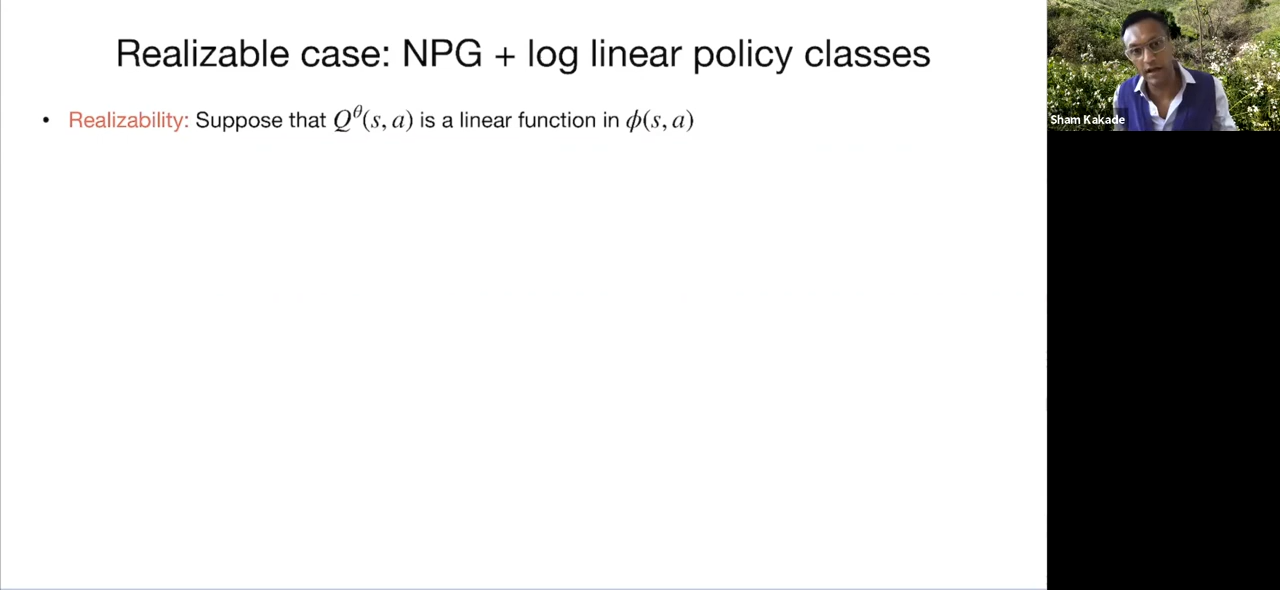 Realizable case: NPG + log linear policy classes
• Realizability: Suppose that Q^θ(s, a) is a linear function in ϕ(s, a)
Sham Kakade